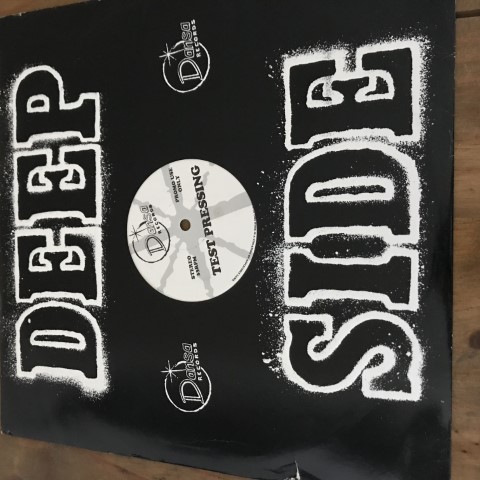 DEEP
Dansa
RECORDS
Dansa
RECORDS
Dansa
RECORDS
STEREO
33RPM
PROMO USE
ONLY
TEST PRESSING
SIDE